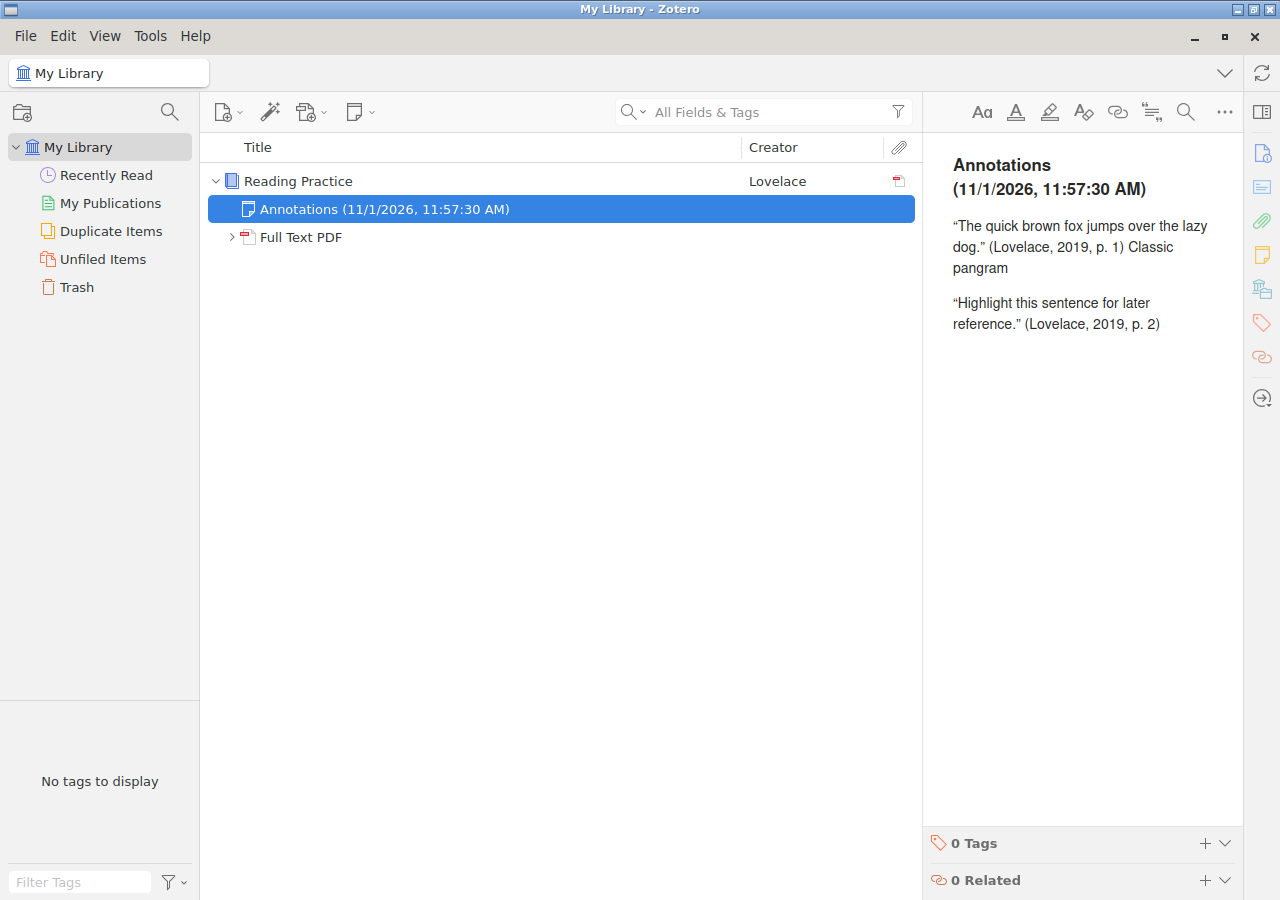 My Library - Zotero
File Edit View Tools Help
My Library
All Fields & Tags
My Library
Recently Read
My Publications
Duplicate Items
Unfiled Items
Trash
No tags to display
Filter Tags
Title Creator
Reading Practice Lovelace
Annotations (11/1/2026, 11:57:30 AM)
Full Text PDF
Aa A
Annotations
(11/1/2026, 11:57:30 AM)
“The quick brown fox jumps over the lazy
dog.” (Lovelace, 2019, p. 1) Classic
pangram
“Highlight this sentence for later
reference.” (Lovelace, 2019, p. 2)
0 Tags
0 Related